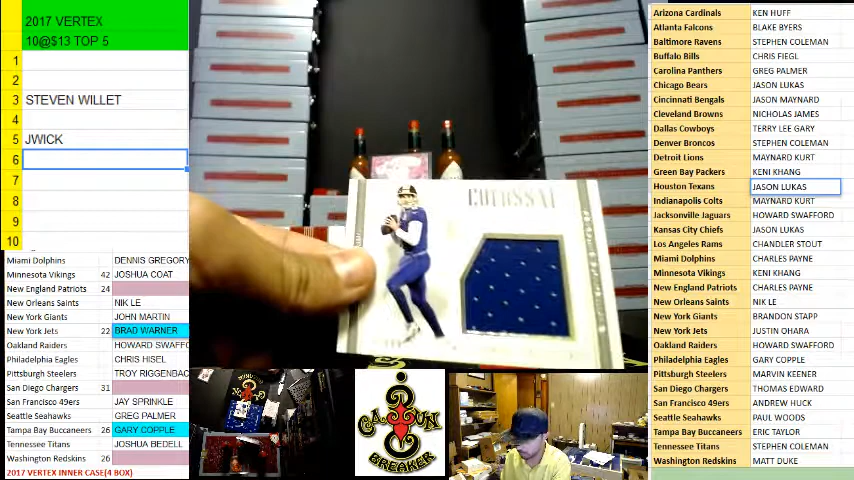 2017 VERTEX
10@$13 TOP 5
1
2
3 STEVEN WILLET
4
5 JWICK
6
7
8
9
10
Miami Dolphins DENNIS GREGORY
Minnesota Vikings 42 JOSHUA COAT
New England Patriots 24
New Orleans Saints NIK LE
New York Giants JOHN MARTIN
New York Jets 22 BRAD WARNER
Oakland Raiders HOWARD SWAFFO
Philadelphia Eagles CHRIS HISEL
Pittsburgh Steelers TROY RIGGENBAC
San Diego Chargers 31
San Francisco 49ers JAY SPRINKLE
Seattle Seahawks GREG PALMER
Tampa Bay Buccaneers 26 GARY COPPLE
Tennessee Titans JOSHUA BEDELL
Washington Redskins 26
2017 VERTEX INNER CASE(4 BOX)
COLOSSAL
CAJUN
BREAKER
Arizona Cardinals KEN HUFF
Atlanta Falcons BLAKE BYERS
Baltimore Ravens STEPHEN COLEMAN
Buffalo Bills CHRIS FIEGL
Carolina Panthers GREG PALMER
Chicago Bears JASON LUKAS
Cincinnati Bengals JASON MAYNARD
Cleveland Browns NICHOLAS JAMES
Dallas Cowboys TERRY LEE GARY
Denver Broncos STEPHEN COLEMAN
Detroit Lions MAYNARD KURT
Green Bay Packers KENI KHANG
Houston Texans JASON LUKAS
Indianapolis Colts MAYNARD KURT
Jacksonville Jaguars HOWARD SWAFFORD
Kansas City Chiefs JASON LUKAS
Los Angeles Rams CHANDLER STOUT
Miami Dolphins CHARLES PAYNE
Minnesota Vikings KENI KHANG
New England Patriots CHARLES PAYNE
New Orleans Saints NIK LE
New York Giants BRANDON STAPP
New York Jets JUSTIN OHARA
Oakland Raiders HOWARD SWAFFORD
Philadelphia Eagles GARY COPPLE
Pittsburgh Steelers MARVIN KEENER
San Diego Chargers THOMAS EDWARD
San Francisco 49ers ANDREW HUCK
Seattle Seahawks PAUL WOODS
Tampa Bay Buccaneers ERIC TAYLOR
Tennessee Titans STEPHEN COLEMAN
Washington Redskins MATT DUKE